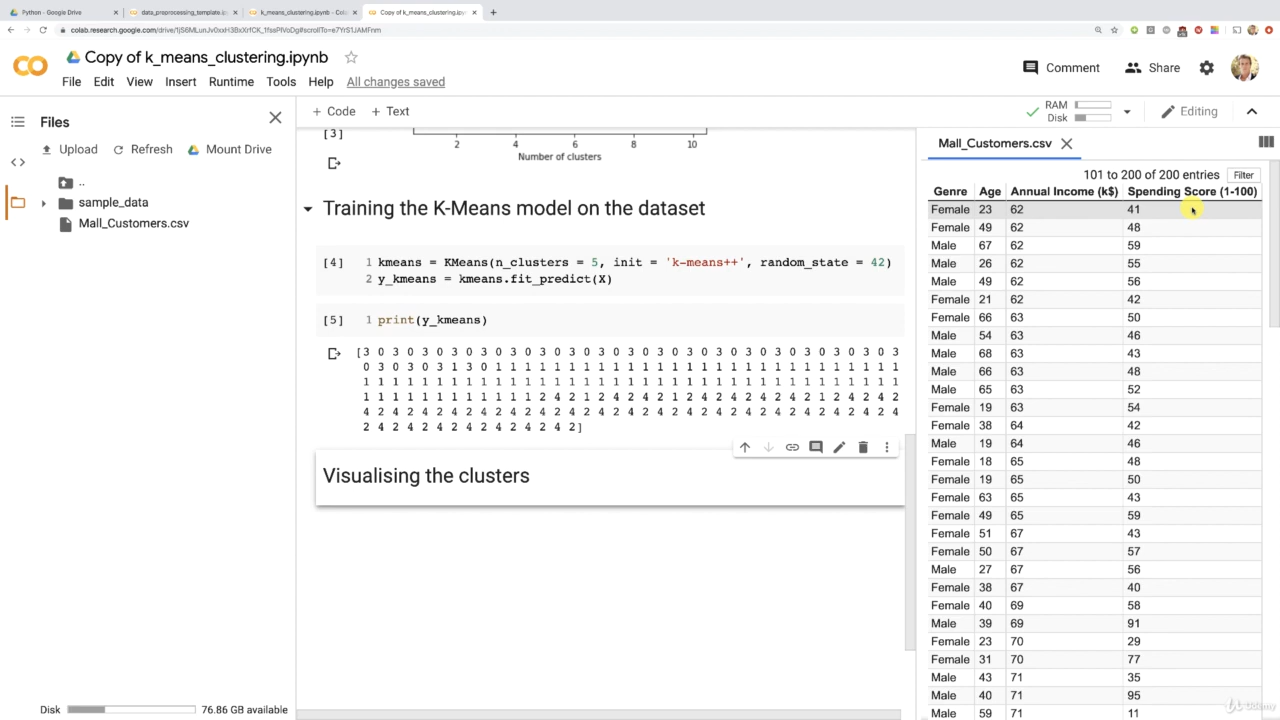 Python - Google Drive
data_preprocessing_template.ip
k_means_clustering.ipynb - Col
Copy of k_means_clustering.ipy
colab.research.google.com/drive/
Copy of k_means_clustering.ipynb
File Edit View Insert Runtime Tools Help All changes saved
Comment Share
Files
Upload Refresh Mount Drive
..
sample_data
Mall_Customers.csv
Disk 76.86 GB available
+ Code + Text
RAM
Disk
Editing
[3]
2 4 6 8 10
Number of clusters
Training the K-Means model on the dataset
[4] 1 kmeans = KMeans(n_clusters = 5, init = 'k-means++', random_state = 42)
2 y_kmeans = kmeans.fit_predict(X)
[5] 1 print(y_kmeans)
[3 0 3 0 3 0 3 0 3 0 3 0 3 0 3 0 3 0 3 0 3 0 3 0 3 0 3 0 3 0 3 0 3 0 3 0 3
0 3 0 3 0 3 1 3 0 1 1 1 1 1 1 1 1 1 1 1 1 1 1 1 1 1 1 1 1 1 1 1 1 1 1 1 1
1 1 1 1 1 1 1 1 1 1 1 1 1 1 1 1 1 1 1 1 1 1 1 1 1 1 1 1 1 1 1 1 1 1 1 1 1
1 1 1 1 1 1 1 1 1 1 1 1 2 4 2 1 2 4 2 4 2 1 2 4 2 4 2 4 2 4 2 1 2 4 2 4 2
4 2 4 2 4 2 4 2 4 2 4 2 4 2 4 2 4 2 4 2 4 2 4 2 4 2 4 2 4 2 4 2 4 2 4 2 4
2 4 2 4 2 4 2 4 2 4 2 4 2 4 2]
Visualising the clusters
Mall_Customers.csv
101 to 200 of 200 entries Filter
Genre Age Annual Income (k$) Spending Score (1-100)
Female 23 62 41
Female 49 62 48
Male 67 62 59
Male 26 62 55
Male 49 62 56
Female 21 62 42
Female 66 63 50
Male 54 63 46
Male 68 63 43
Male 66 63 48
Male 65 63 52
Female 19 63 54
Female 38 64 42
Male 19 64 46
Female 18 65 48
Female 19 65 50
Female 63 65 43
Female 49 65 59
Female 51 67 43
Female 50 67 57
Male 27 67 56
Female 38 67 40
Female 40 69 58
Male 39 69 91
Female 23 70 29
Female 31 70 77
Male 43 71 35
Male 40 71 95
Male 59 71 11
Udemy